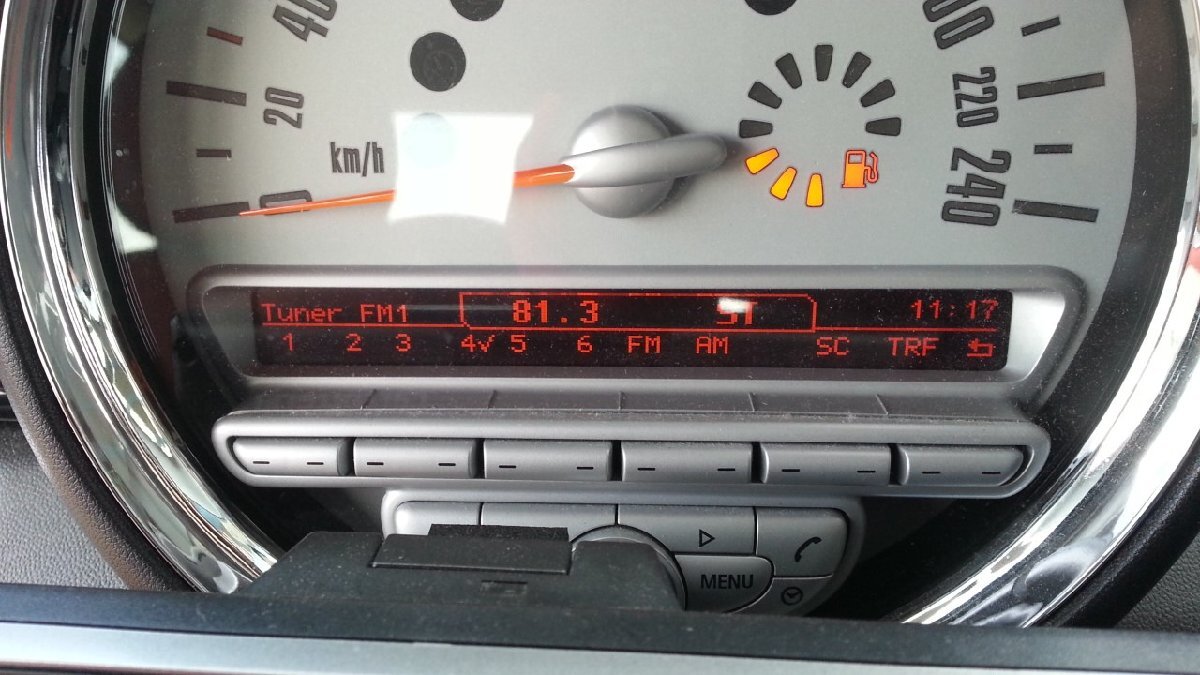 40
20
km/h
0
220
240
Tuner FM1 81.3 ST 11:17
1 2 3 4√ 5 6 FM AM SC TRF
MENU